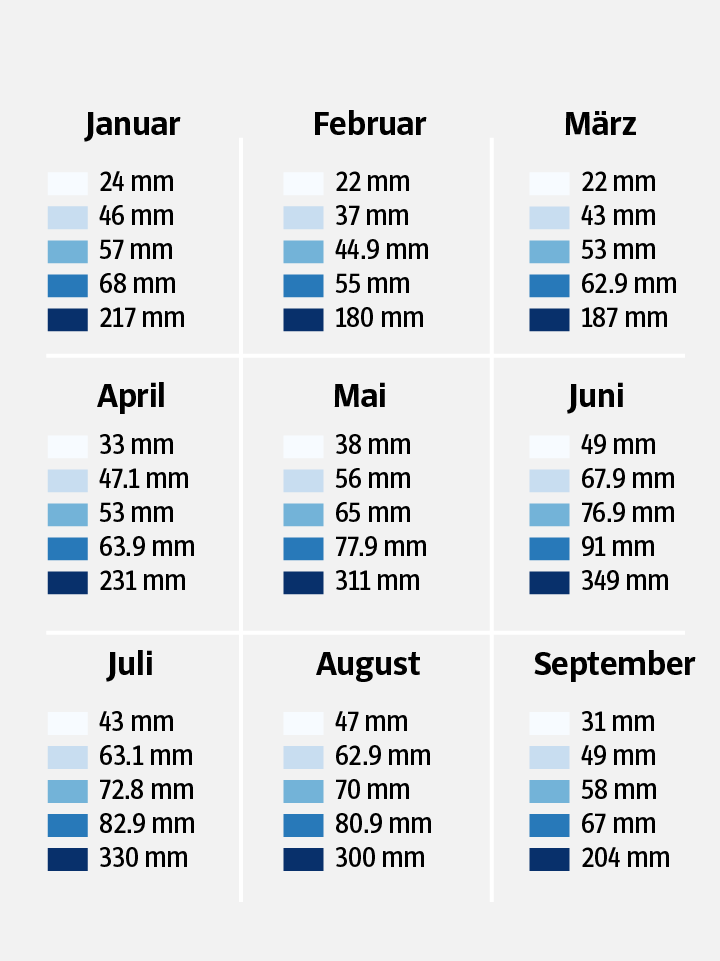 Januar
24 mm
46 mm
57 mm
68 mm
217 mm
Februar
22 mm
37 mm
44.9 mm
55 mm
180 mm
März
22 mm
43 mm
53 mm
62.9 mm
187 mm
April
33 mm
47.1 mm
53 mm
63.9 mm
231 mm
Mai
38 mm
56 mm
65 mm
77.9 mm
311 mm
Juni
49 mm
67.9 mm
76.9 mm
91 mm
349 mm
Juli
43 mm
63.1 mm
72.8 mm
82.9 mm
330 mm
August
47 mm
62.9 mm
70 mm
80.9 mm
300 mm
September
31 mm
49 mm
58 mm
67 mm
204 mm